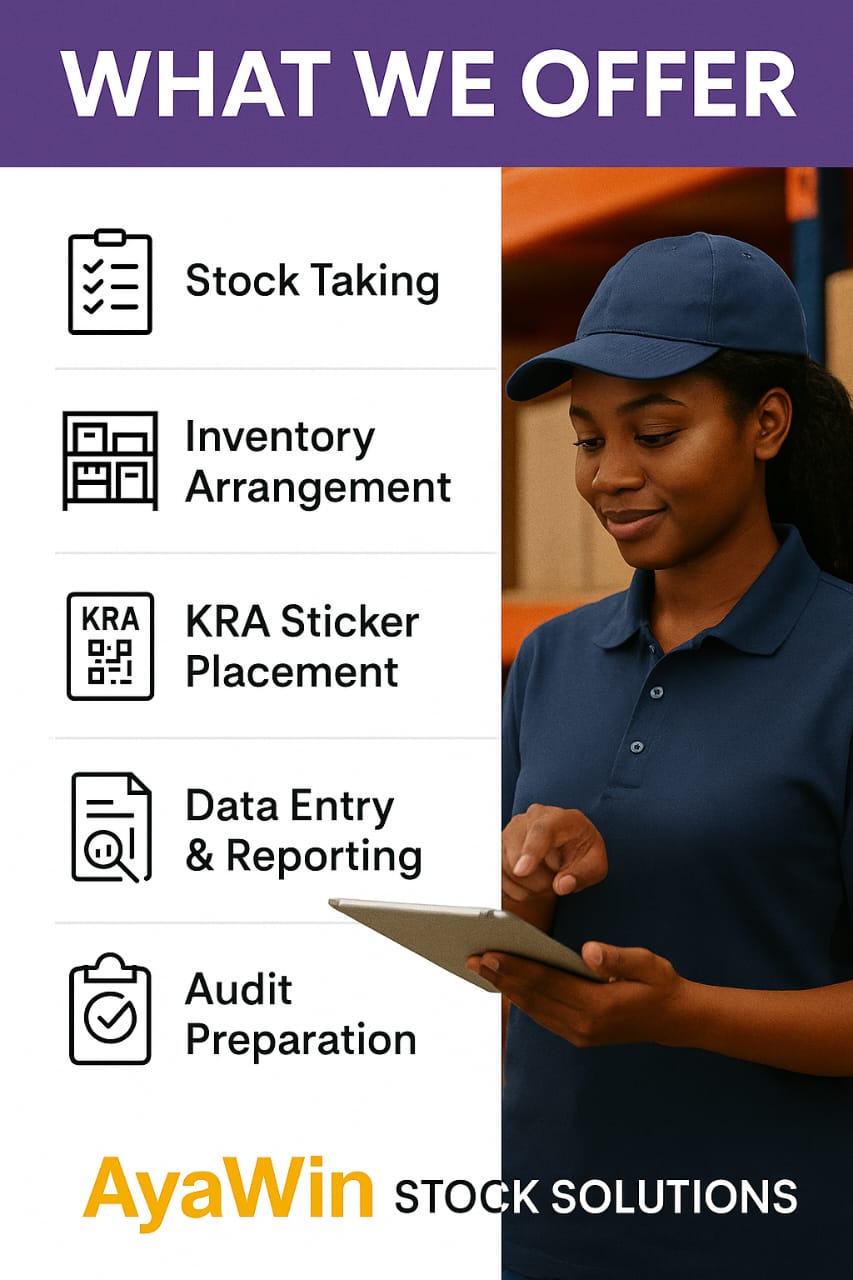 WHAT WE OFFER
Stock Taking
Inventory
Arrangement
KRA
KRA Sticker
Placement
Data Entry
& Reporting
Audit
Preparation
AyaWin STOCK SOLUTIONS